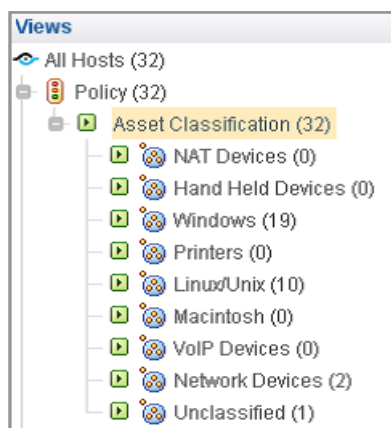 Views
All Hosts (32)
Policy (32)
Asset Classification (32)
NAT Devices (0)
Hand Held Devices (0)
Windows (19)
Printers (0)
Linux/Unix (10)
Macintosh (0)
VoIP Devices (0)
Network Devices (2)
Unclassified (1)